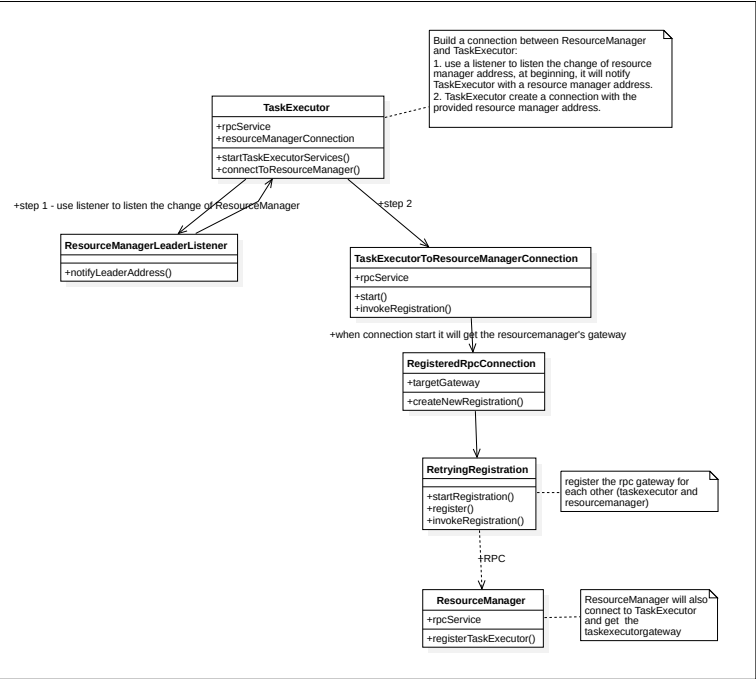 Build a connection between ResourceManager
and TaskExecutor:
1. use a listener to listen the change of resource
manager address, at beginning, it will notify
TaskExecutor with a resource manager address.
2. TaskExecutor create a connection with the
provided resource manager address.
TaskExecutor
+rpcService
+resourceManagerConnection
+startTaskExecutorServices()
+connectToResourceManager()
+step 1 - use listener to listen the change of ResourceManager
+step 2
ResourceManagerLeaderListener
+notifyLeaderAddress()
TaskExecutorToResourceManagerConnection
+rpcService
+start()
+invokeRegistration()
+when connection start it will get the resourcemanager's gateway
RegisteredRpcConnection
+targetGateway
+createNewRegistration()
RetryingRegistration
+startRegistration()
+register()
+invokeRegistration()
register the rpc gateway for
each other (taskexecutor and
resourcemanager)
+RPC
ResourceManager
+rpcService
+registerTaskExecutor()
ResourceManager will also
connect to TaskExecutor
and get the
taskexecutorgateway